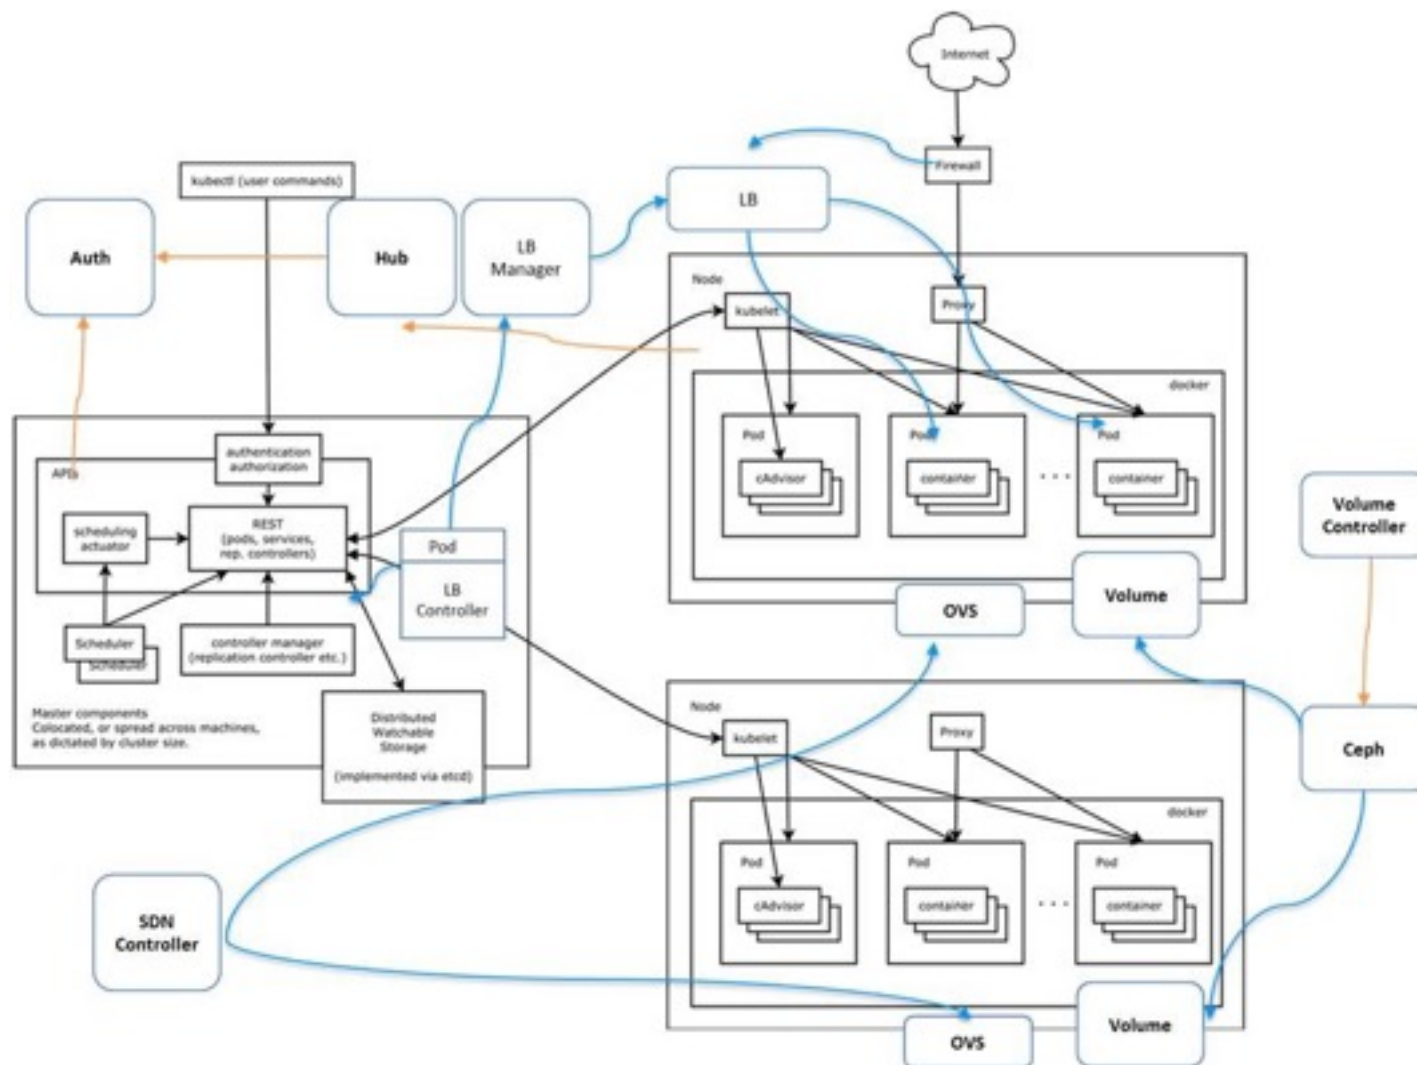 Internet
Firewall
kubectl (user commands)
Auth
Hub
LB
Manager
LB
Node
kubelet
Proxy
docker
Pod
cAdvisor
Pod
container
...
Pod
container
authentication
authorization
APIs
scheduling
actuator
REST
(pods, services,
rep. controllers)
Pod
LB
Controller
Scheduler
Scheduler
controller manager
(replication controller etc.)
Master components
Colocated, or spread across machines,
as dictated by cluster size.
Distributed
Watchable
Storage
(implemented via etcd)
OVS
Volume
Volume
Controller
Ceph
Node
kubelet
Proxy
docker
Pod
cAdvisor
Pod
container
...
Pod
container
SDN
Controller
OVS
Volume